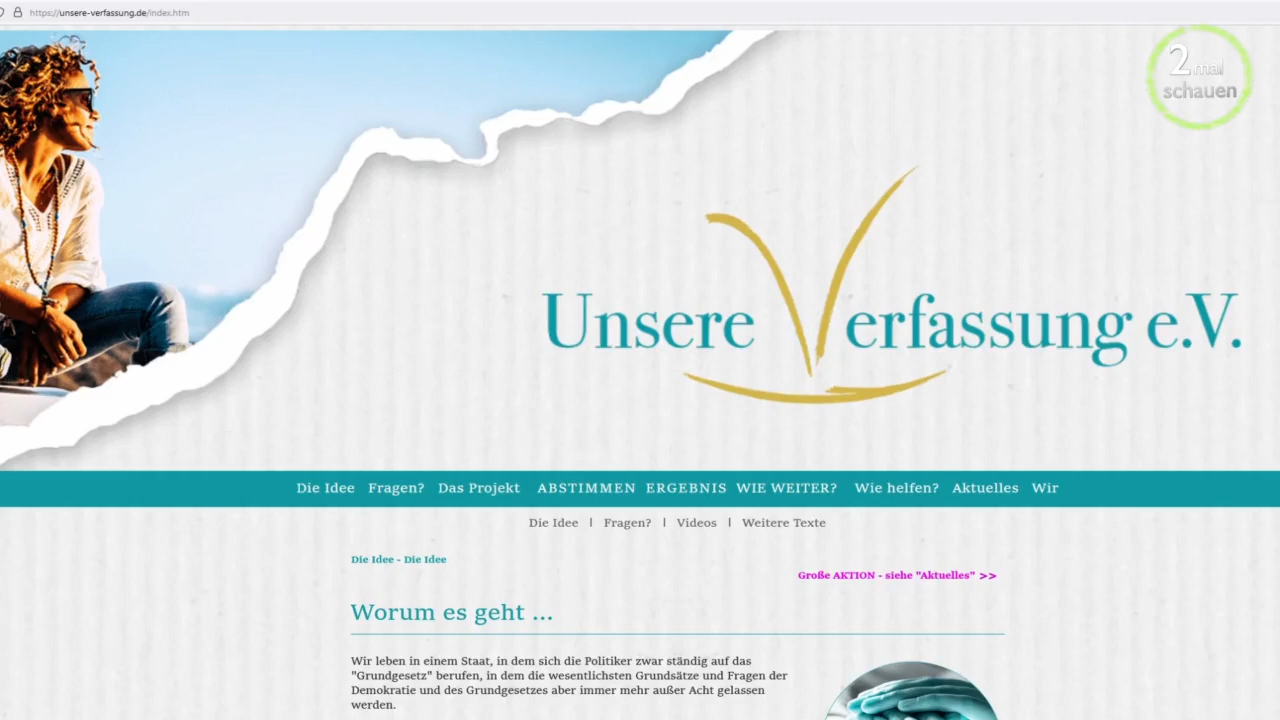 https://unsere-verfassung.de/index.htm
2 mal
schauen
Unsere Verfassung e.V.
Die Idee Fragen? Das Projekt ABSTIMMEN ERGEBNIS WIE WEITER? Wie helfen? Aktuelles Wir
Die Idee | Fragen? | Videos | Weitere Texte
Die Idee - Die Idee
Große AKTION - siehe "Aktuelles" >>
Worum es geht ...
Wir leben in einem Staat, in dem sich die Politiker zwar ständig auf das
"Grundgesetz" berufen, in dem die wesentlichsten Grundsätze und Fragen der
Demokratie und des Grundgesetzes aber immer mehr außer Acht gelassen
werden.